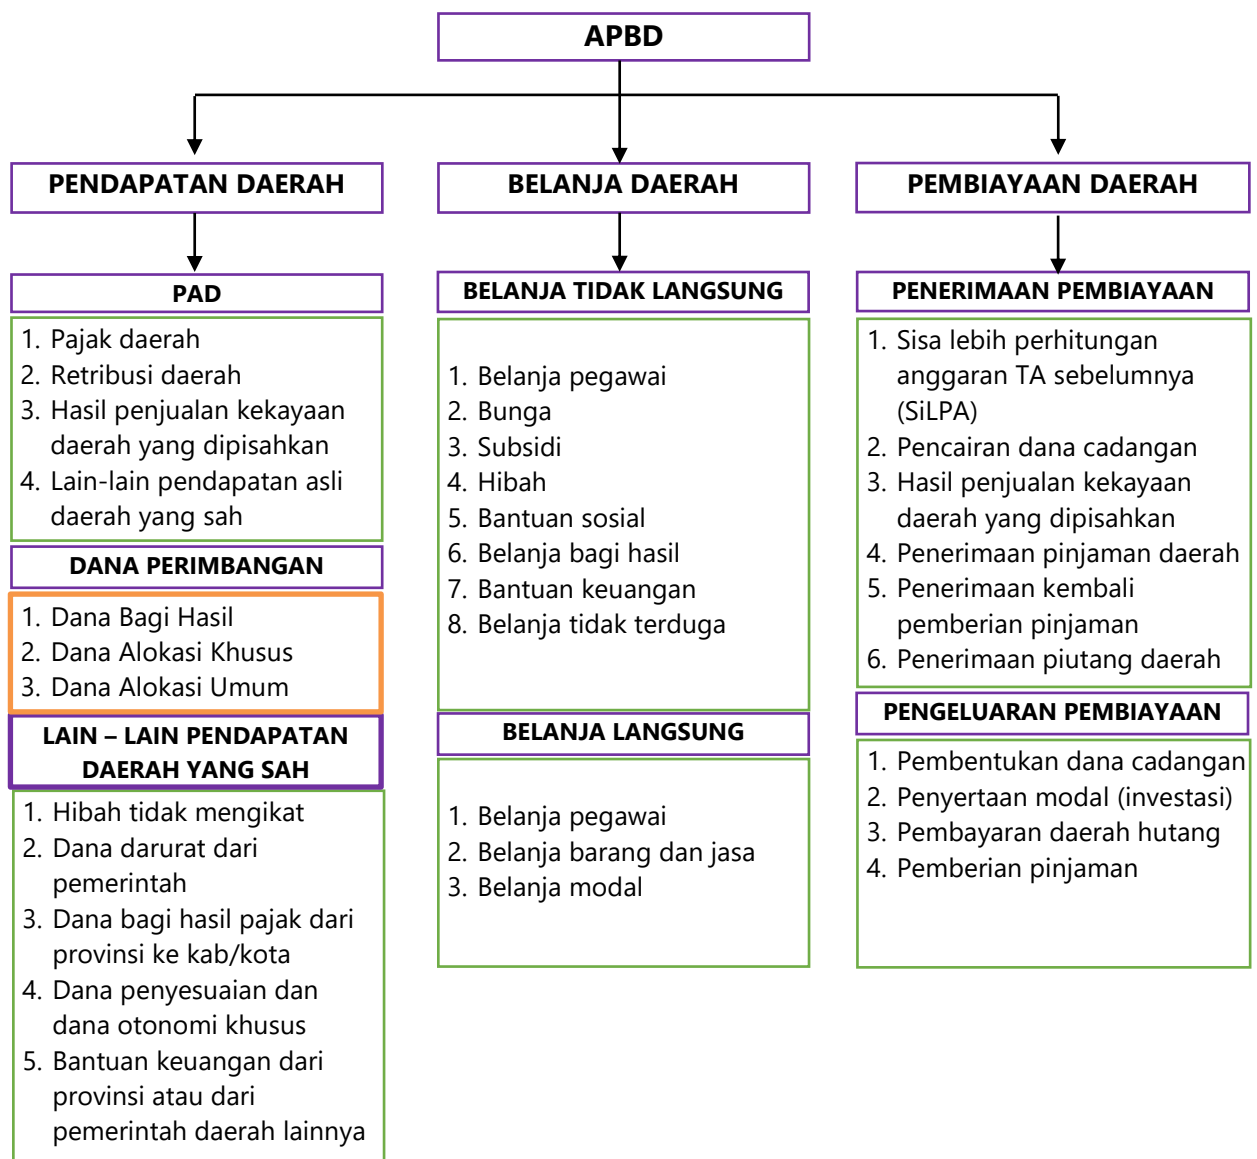 APBD
PENDAPATAN DAERAH
PAD
1. Pajak daerah
2. Retribusi daerah
3. Hasil penjualan kekayaan
daerah yang dipisahkan
4. Lain-lain pendapatan asli
daerah yang sah
DANA PERIMBANGAN
1. Dana Bagi Hasil
2. Dana Alokasi Khusus
3. Dana Alokasi Umum
LAIN – LAIN PENDAPATAN
DAERAH YANG SAH
1. Hibah tidak mengikat
2. Dana darurat dari
pemerintah
3. Dana bagi hasil pajak dari
provinsi ke kab/kota
4. Dana penyesuaian dan
dana otonomi khusus
5. Bantuan keuangan dari
provinsi atau dari
pemerintah daerah lainnya
BELANJA DAERAH
BELANJA TIDAK LANGSUNG
1. Belanja pegawai
2. Bunga
3. Subsidi
4. Hibah
5. Bantuan sosial
6. Belanja bagi hasil
7. Bantuan keuangan
8. Belanja tidak terduga
BELANJA LANGSUNG
1. Belanja pegawai
2. Belanja barang dan jasa
3. Belanja modal
PEMBIAYAAN DAERAH
PENERIMAAN PEMBIAYAAN
1. Sisa lebih perhitungan
anggaran TA sebelumnya
(SiLPA)
2. Pencairan dana cadangan
3. Hasil penjualan kekayaan
daerah yang dipisahkan
4. Penerimaan pinjaman daerah
5. Penerimaan kembali
pemberian pinjaman
6. Penerimaan piutang daerah
PENGELUARAN PEMBIAYAAN
1. Pembentukan dana cadangan
2. Penyertaan modal (investasi)
3. Pembayaran daerah hutang
4. Pemberian pinjaman